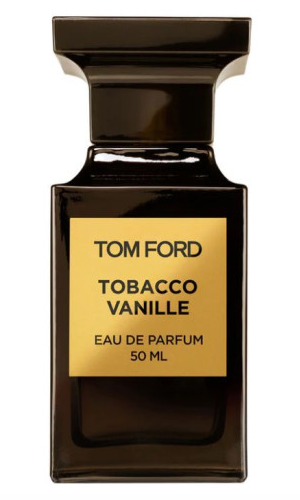 TOM FORD
TOBACCO
VANILLE
EAU DE PARFUM
50 ML